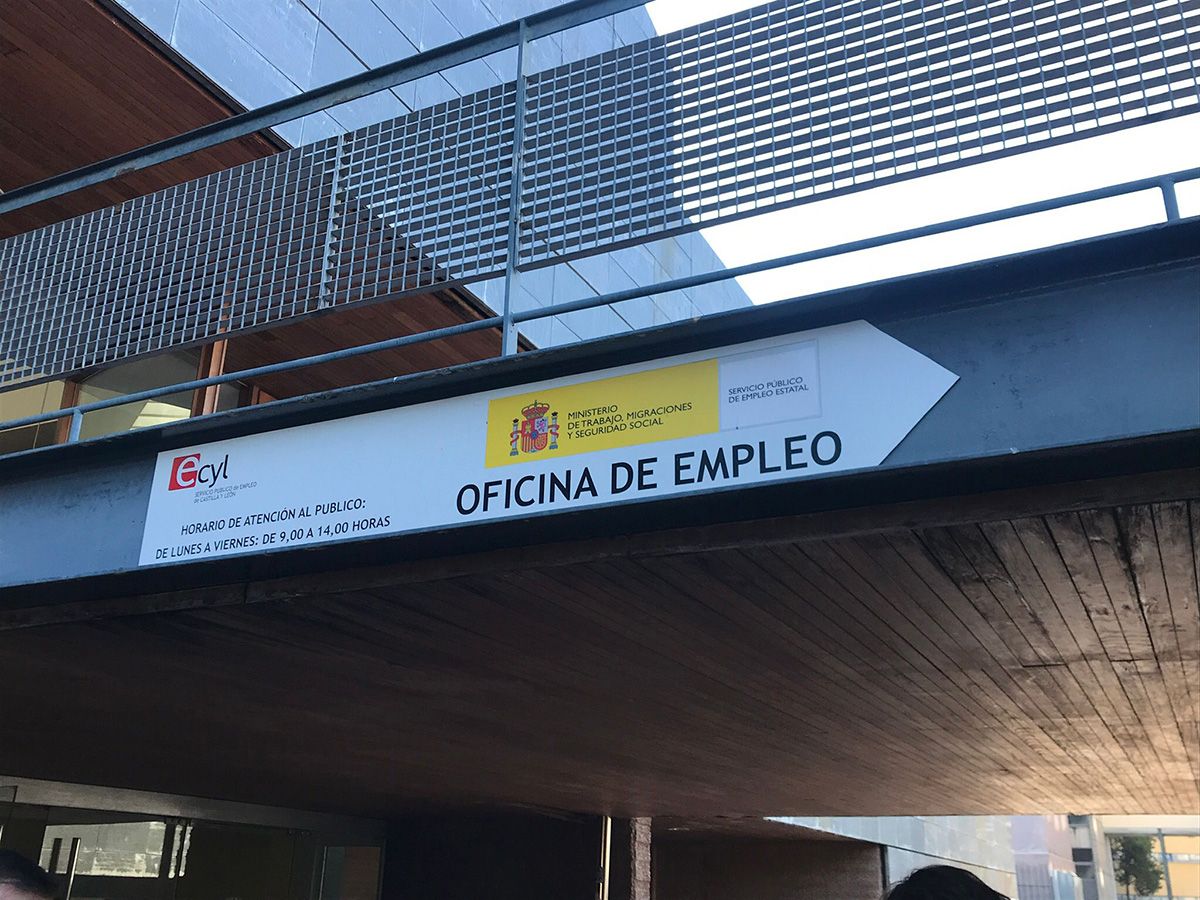 ecyl
SERVICIO PÚBLICO de EMPLEO
de CASTILLA Y LEÓN
HORARIO DE ATENCIÓN AL PUBLICO:
DE LUNES A VIERNES: DE 9,00 A 14,00 HORAS
MINISTERIO
DE TRABAJO, MIGRACIONES
Y SEGURIDAD SOCIAL
SERVICIO PÚBLICO
DE EMPLEO ESTATAL
OFICINA DE EMPLEO